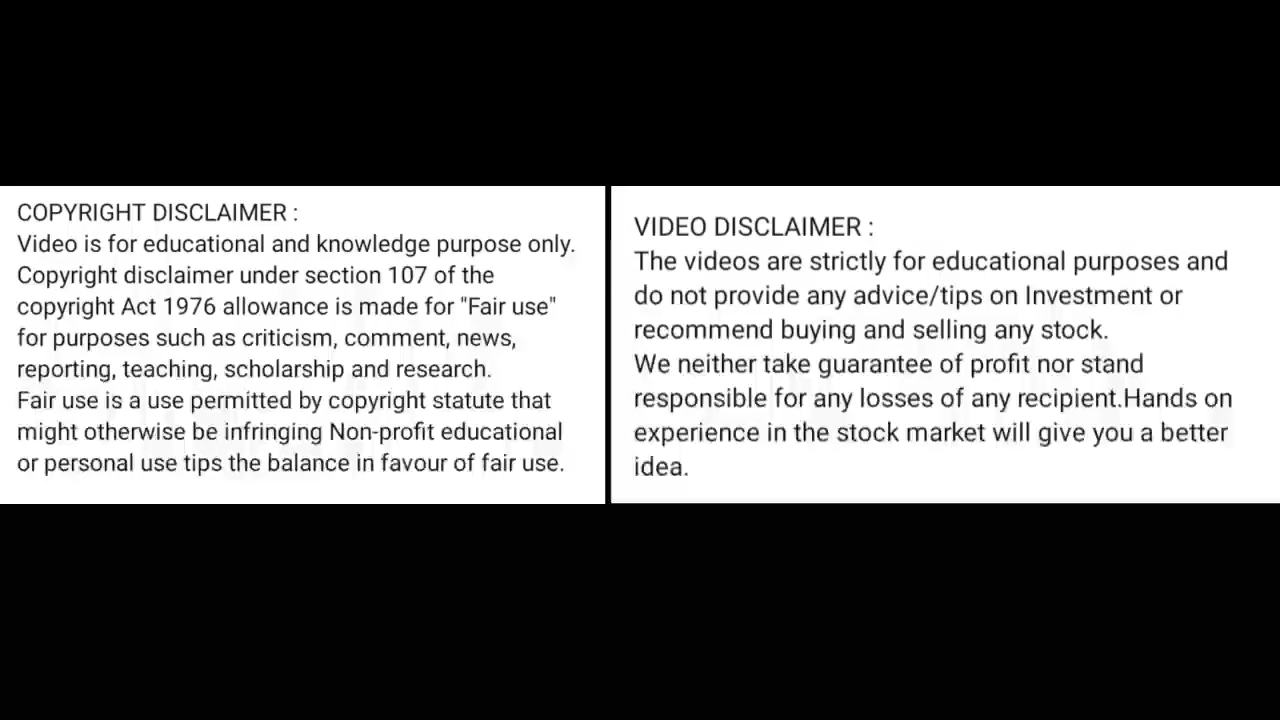 COPYRIGHT DISCLAIMER :
Video is for educational and knowledge purpose only.
Copyright disclaimer under section 107 of the
copyright Act 1976 allowance is made for "Fair use"
for purposes such as criticism, comment, news,
reporting, teaching, scholarship and research.
Fair use is a use permitted by copyright statute that
might otherwise be infringing Non-profit educational
or personal use tips the balance in favour of fair use.
VIDEO DISCLAIMER :
The videos are strictly for educational purposes and
do not provide any advice/tips on Investment or
recommend buying and selling any stock.
We neither take guarantee of profit nor stand
responsible for any losses of any recipient.Hands on
experience in the stock market will give you a better
idea.